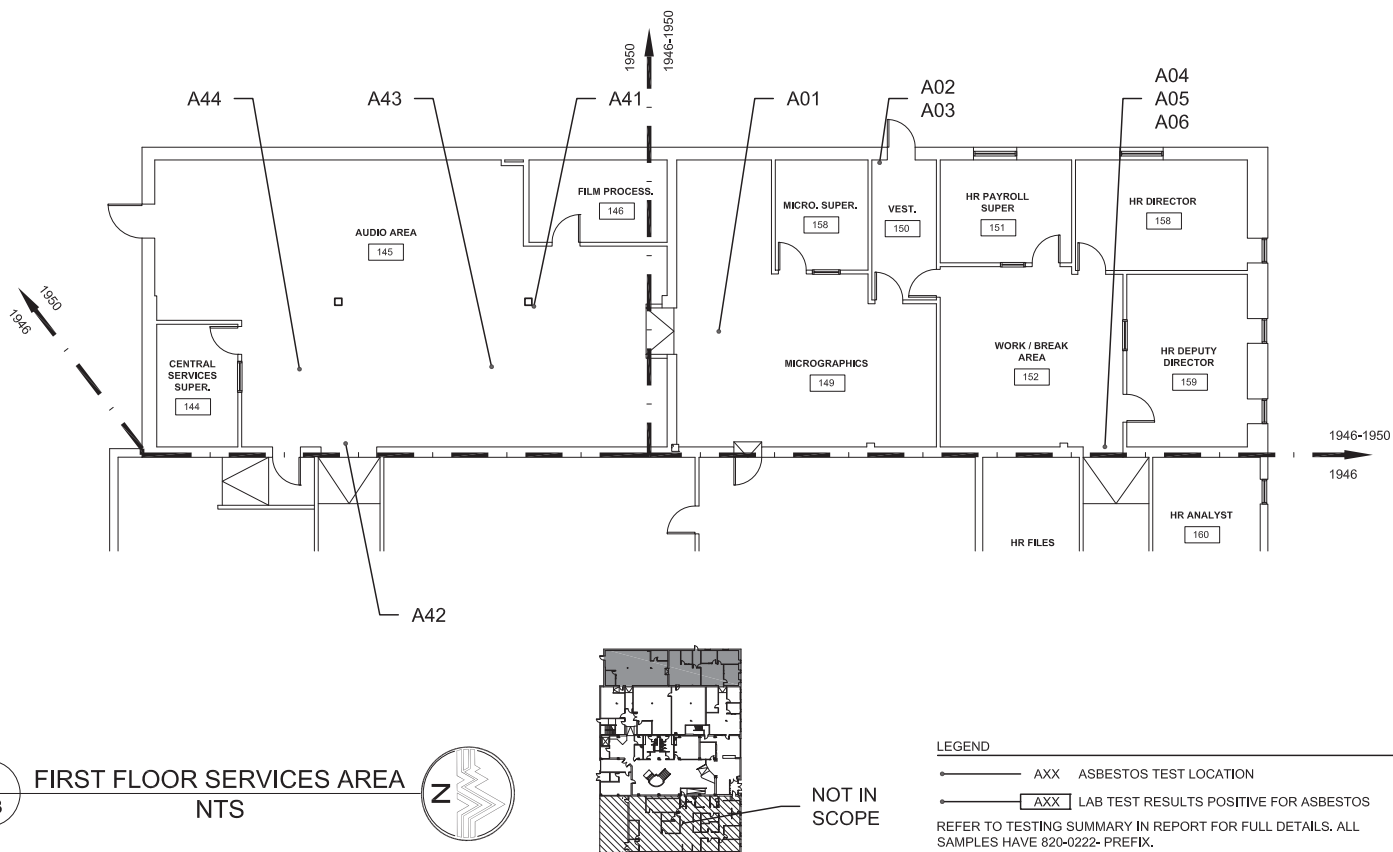 1950
1946-1950
A44
A43
A41
A01
A02
A03
A04
A05
A06
FILM PROCESS.
146
MICRO. SUPER.
158
VEST.
150
HR PAYROLL
SUPER
151
HR DIRECTOR
158
AUDIO AREA
145
1950
1946
CENTRAL
SERVICES
SUPER.
144
MICROGRAPHICS
149
WORK / BREAK
AREA
152
HR DEPUTY
DIRECTOR
159
1946-1950
1946
HR ANALYST
160
HR FILES
A42
FIRST FLOOR SERVICES AREA
NTS
N
NOT IN
SCOPE
LEGEND
AXX ASBESTOS TEST LOCATION
AXX LAB TEST RESULTS POSITIVE FOR ASBESTOS
REFER TO TESTING SUMMARY IN REPORT FOR FULL DETAILS. ALL
SAMPLES HAVE 820-0222- PREFIX.